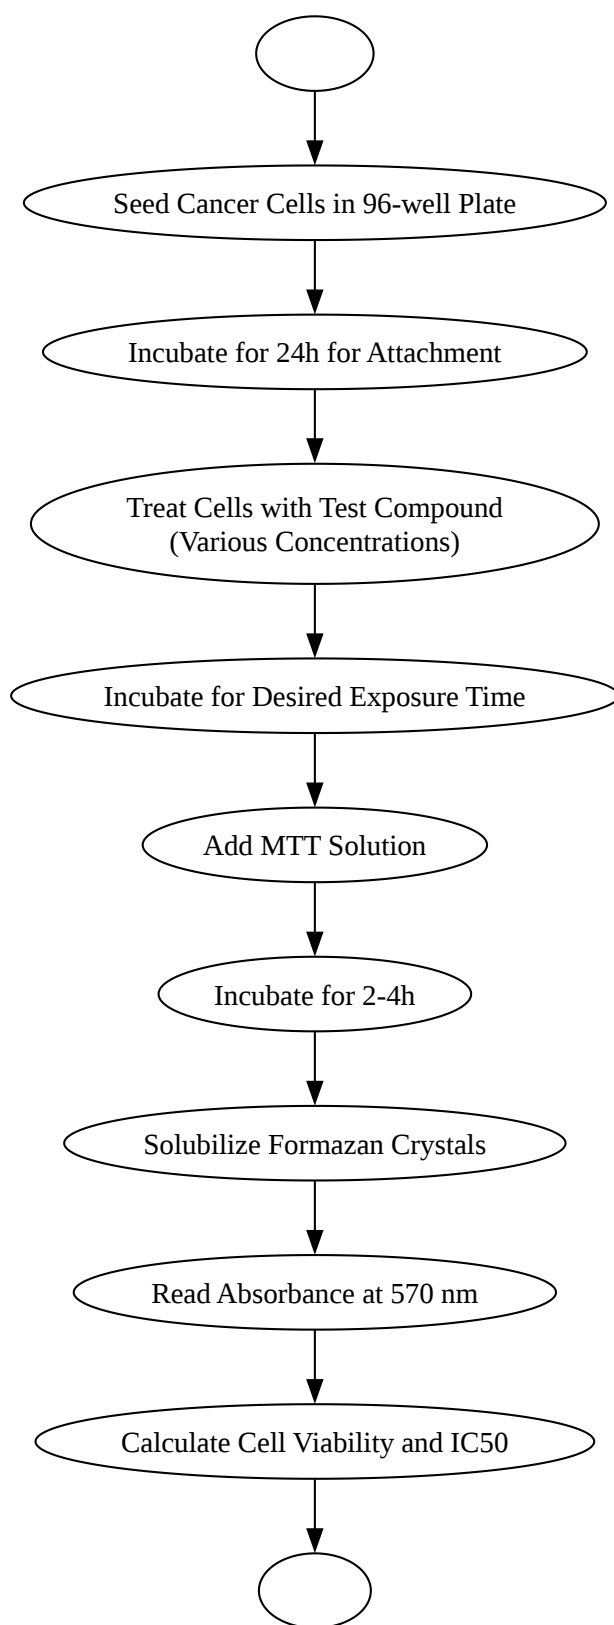 Seed Cancer Cells in 96-well Plate
Incubate for 24h for Attachment
Treat Cells with Test Compound
(Various Concentrations)
Incubate for Desired Exposure Time
Add MTT Solution
Incubate for 2-4h
Solubilize Formazan Crystals
Read Absorbance at 570 nm
Calculate Cell Viability and IC50